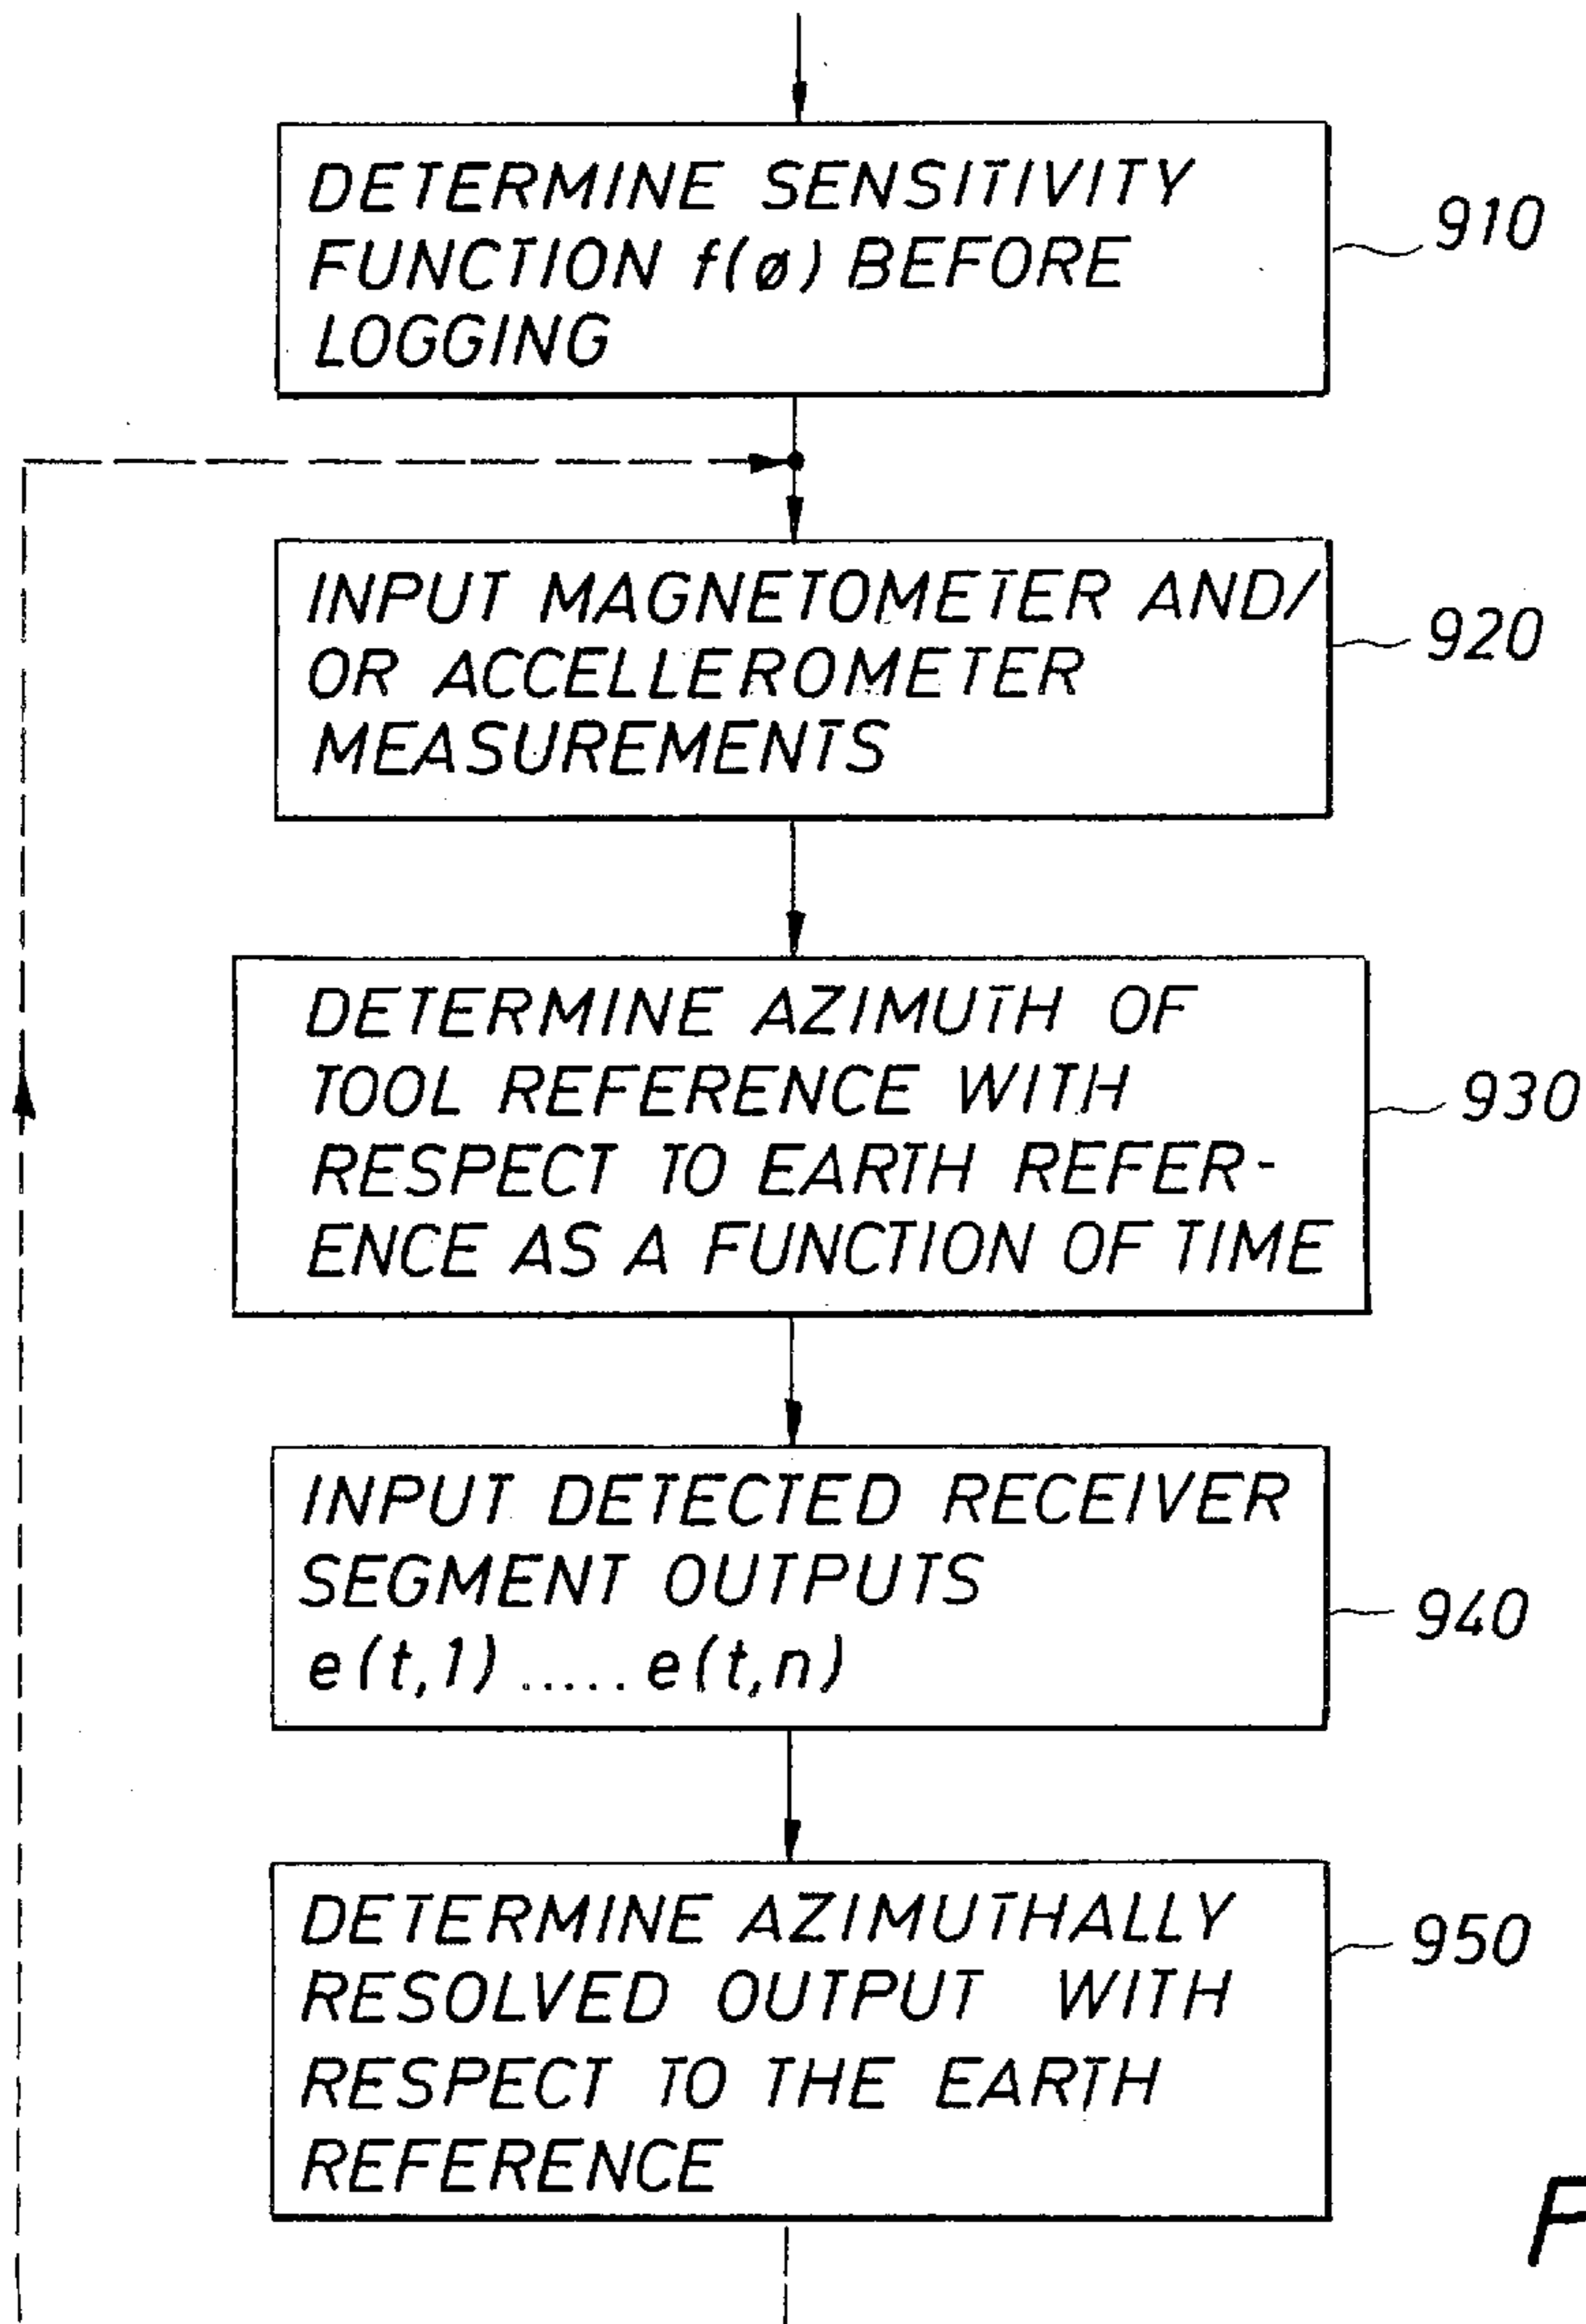 DETERMINE SENSITIVITY
FUNCTION f(ø) BEFORE
LOGGING
910
INPUT MAGNETOMETER AND/
OR ACCELLEROMETER
MEASUREMENTS
920
DETERMINE AZIMUTH OF
TOOL REFERENCE WITH
RESPECT TO EARTH REFER-
ENCE AS A FUNCTION OF TIME
930
INPUT DETECTED RECEIVER
SEGMENT OUTPUTS
e(t,1) ..... e(t,n)
940
DETERMINE AZIMUTHALLY
RESOLVED OUTPUT WITH
RESPECT TO THE EARTH
REFERENCE
950